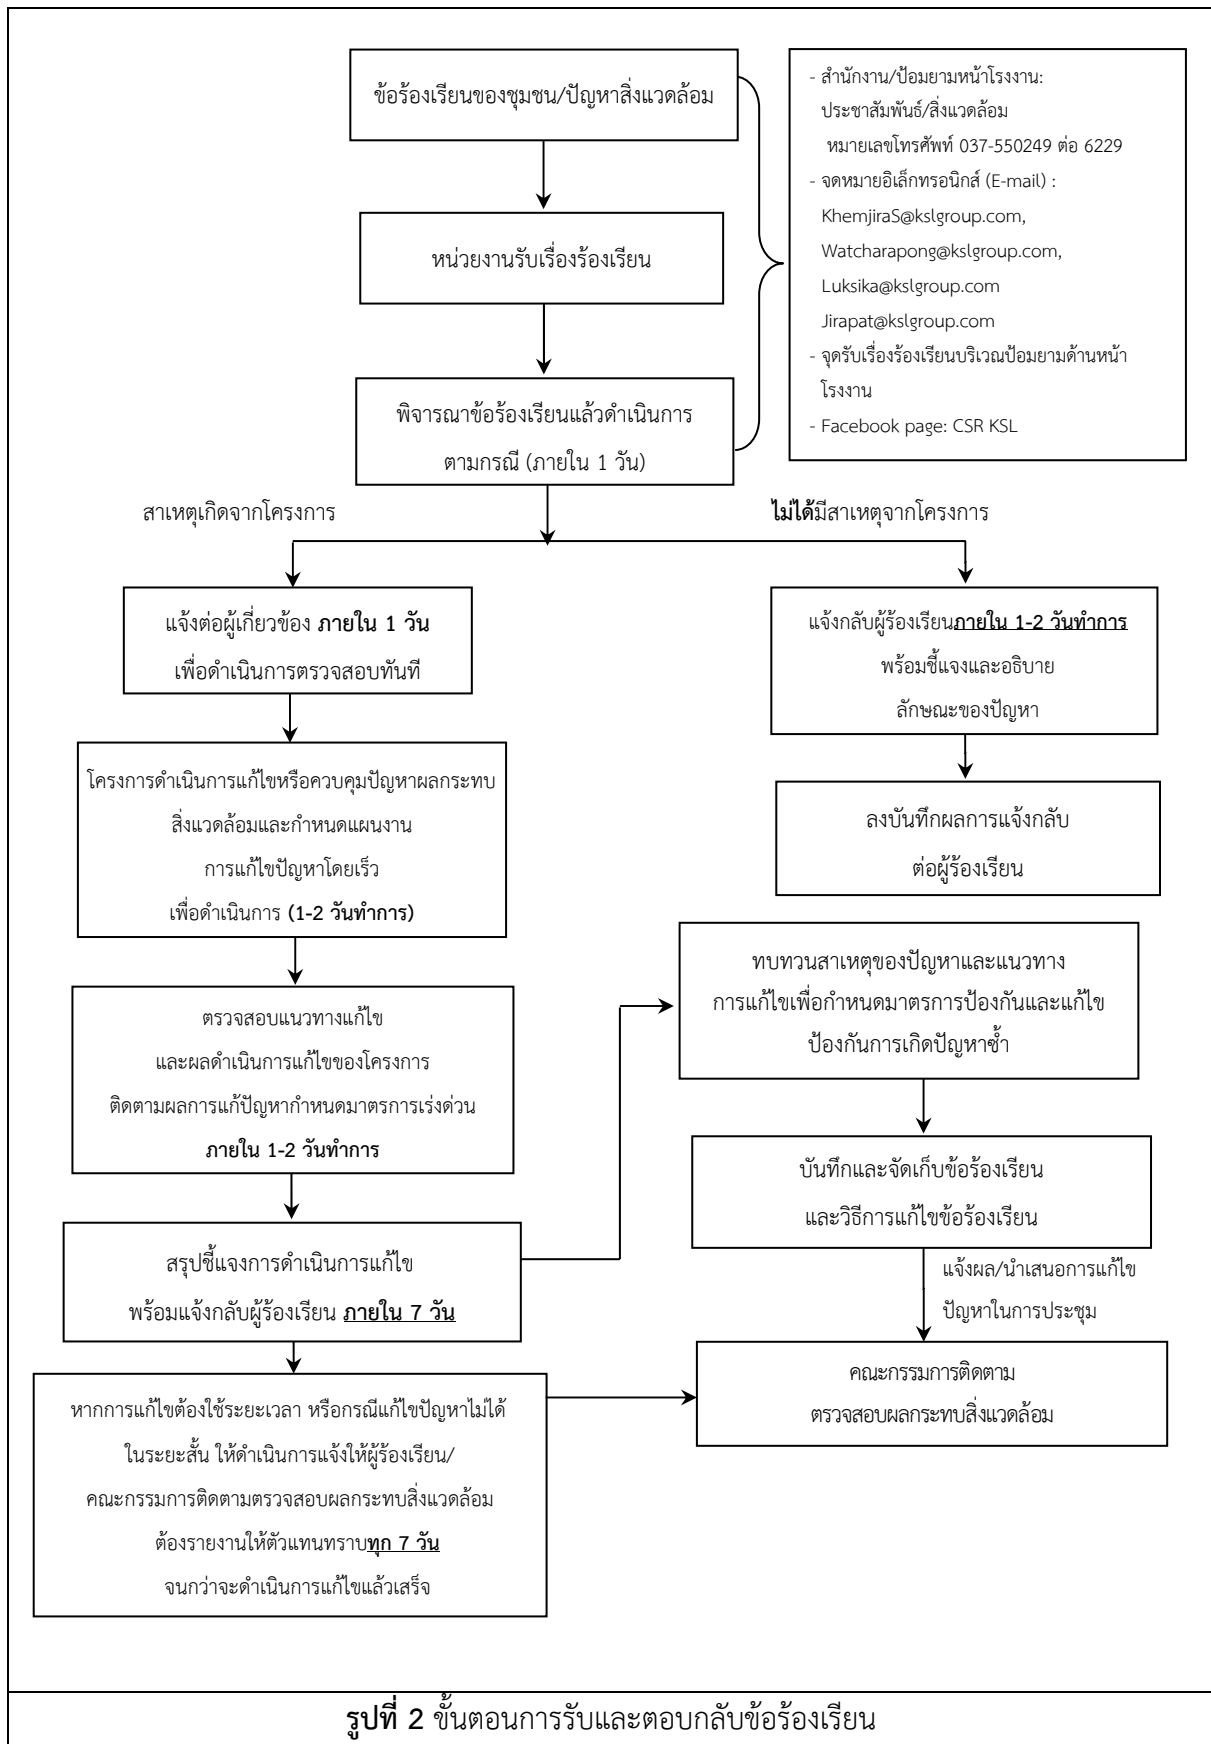 ข้อร้องเรียนของชุมชน/ปัญหาสิ่งแวดล้อม
- สำนักงาน/ป้อมยามหน้าโรงงาน:
ประชาสัมพันธ์/สิ่งแวดล้อม
หมายเลขโทรศัพท์ 037-550249 ต่อ 6229
- จดหมายอิเล็กทรอนิกส์ (E-mail) :
KhemjiraS@kslgroup.com,
Watcharapong@kslgroup.com,
Luksika@kslgroup.com
Jirapat@kslgroup.com
- จุดรับเรื่องร้องเรียนบริเวณป้อมยามด้านหน้า
โรงงาน
- Facebook page: CSR KSL
หน่วยงานรับเรื่องร้องเรียน
พิจารณาข้อร้องเรียนแล้วดำเนินการ
ตามกรณี (ภายใน 1 วัน)
สาเหตุเกิดจากโครงการ
ไม่ได้มีสาเหตุจากโครงการ
แจ้งต่อผู้เกี่ยวข้อง ภายใน 1 วัน
เพื่อดำเนินการตรวจสอบทันที
แจ้งกลับผู้ร้องเรียนภายใน 1-2 วันทำการ
พร้อมชี้แจงและอธิบาย
ลักษณะของปัญหา
โครงการดำเนินการแก้ไขหรือควบคุมปัญหาผลกระทบ
สิ่งแวดล้อมและกำหนดแผนงาน
การแก้ไขปัญหาโดยเร็ว
เพื่อดำเนินการ (1-2 วันทำการ)
ลงบันทึกผลการแจ้งกลับ
ต่อผู้ร้องเรียน
ตรวจสอบแนวทางแก้ไข
และผลดำเนินการแก้ไขของโครงการ
ติดตามผลการแก้ปัญหากำหนดมาตรการเร่งด่วน
ภายใน 1-2 วันทำการ
ทบทวนสาเหตุของปัญหาและแนวทาง
การแก้ไขเพื่อกำหนดมาตรการป้องกันและแก้ไข
ป้องกันการเกิดปัญหาซ้ำ
บันทึกและจัดเก็บข้อร้องเรียน
และวิธีการแก้ไขข้อร้องเรียน
สรุปชี้แจงการดำเนินการแก้ไข
พร้อมแจ้งกลับผู้ร้องเรียน ภายใน 7 วัน
แจ้งผล/นำเสนอการแก้ไข
ปัญหาในการประชุม
คณะกรรมการติดตาม
ตรวจสอบผลกระทบสิ่งแวดล้อม
หากการแก้ไขต้องใช้ระยะเวลา หรือกรณีแก้ไขปัญหาไม่ได้
ในระยะสั้น ให้ดำเนินการแจ้งให้ผู้ร้องเรียน/
คณะกรรมการติดตามตรวจสอบผลกระทบสิ่งแวดล้อม
ต้องรายงานให้ตัวแทนทราบทุก 7 วัน
จนกว่าจะดำเนินการแก้ไขแล้วเสร็จ
รูปที่ 2 ขั้นตอนการรับและตอบกลับข้อร้องเรียน